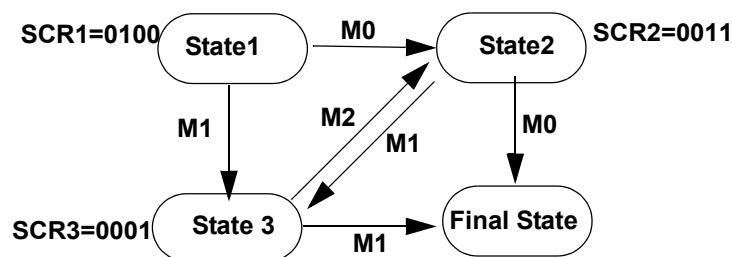 SCR1=0100
State1
M0
State2
SCR2=0011
M1
M2
M1
M0
SCR3=0001
State 3
M1
Final State